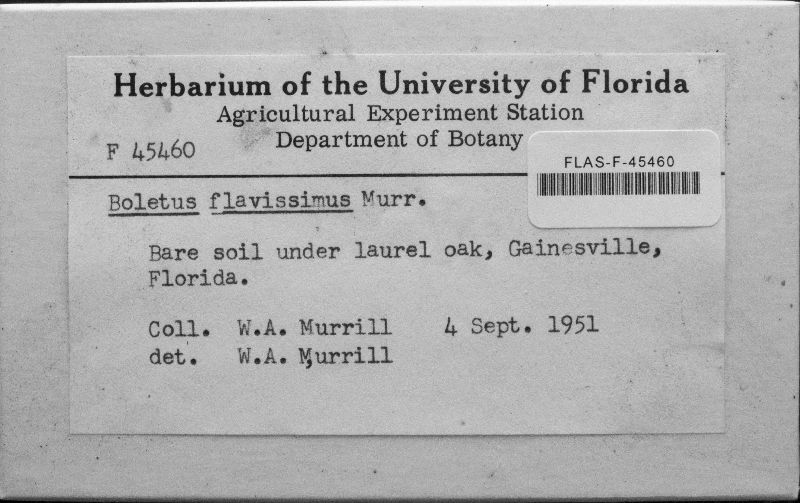 Herbarium of the University of Florida
Agricultural Experiment Station
Department of Botany
F 45460
FLAS-F-45460
Boletus flavissimus Murr.
Bare soil under laurel oak, Gainesville,
Florida.
Coll. W.A. Murrill 4 Sept. 1951
det. W.A. Murrill